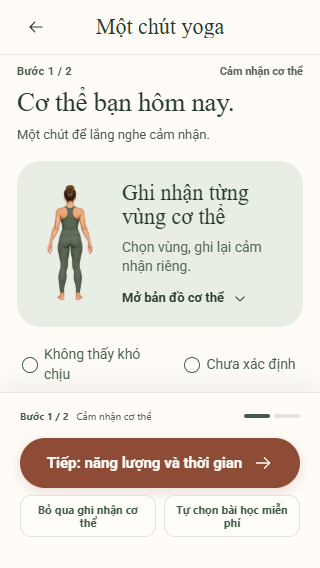 Một chút yoga
Bước 1 / 2
Cảm nhận cơ thể
Cơ thể bạn hôm nay.
Một chút để lắng nghe cảm nhận.
Ghi nhận từng
vùng cơ thể
Chọn vùng, ghi lại cảm
nhận riêng.
Mở bản đồ cơ thể
Không thấy khó
chịu
Chưa xác định
Bước 1 / 2 Cảm nhận cơ thể
Tiếp: năng lượng và thời gian
Bỏ qua ghi nhận cơ
thể
Tự chọn bài học miễn
phí